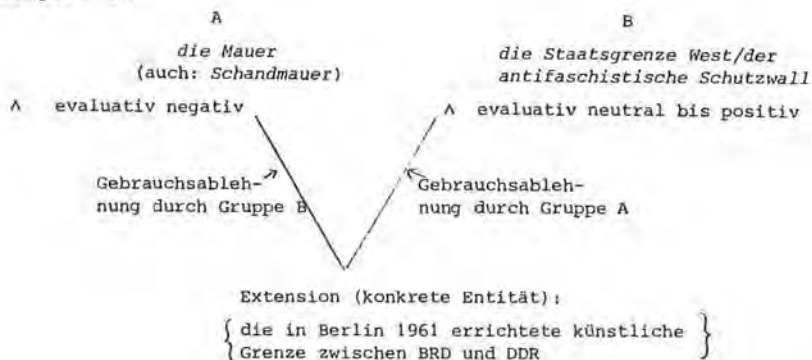 A
B
die Mauer
(auch: Schandmauer)
die Staatsgrenze West/der
antifaschistische Schutzwall
∧ evaluativ negativ
∧ evaluativ neutral bis positiv
Gebrauchsableh-
nung durch Gruppe B
Gebrauchsableh-
nung durch Gruppe A
Extension (konkrete Entität):
{ die in Berlin 1961 errichtete künstliche }
{ Grenze zwischen BRD und DDR }